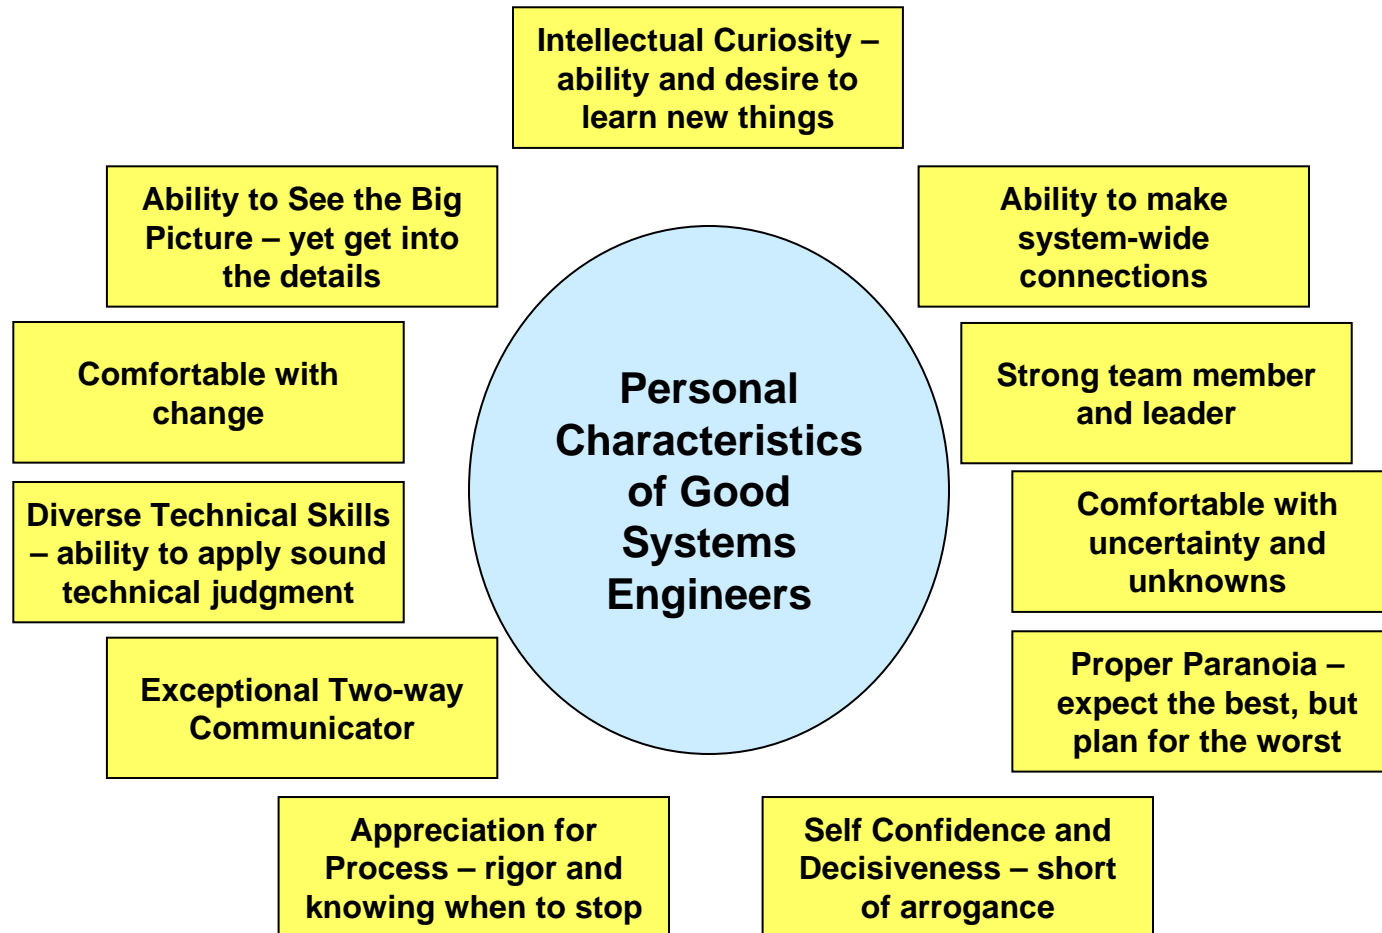 Intellectual Curiosity –
ability and desire to
learn new things
Ability to See the Big
Picture – yet get into
the details
Ability to make
system-wide
connections
Comfortable with
change
Strong team member
and leader
Personal
Characteristics
of Good
Systems
Engineers
Diverse Technical Skills
– ability to apply sound
technical judgment
Comfortable with
uncertainty and
unknowns
Exceptional Two-way
Communicator
Proper Paranoia –
expect the best, but
plan for the worst
Appreciation for
Process – rigor and
knowing when to stop
Self Confidence and
Decisiveness – short
of arrogance